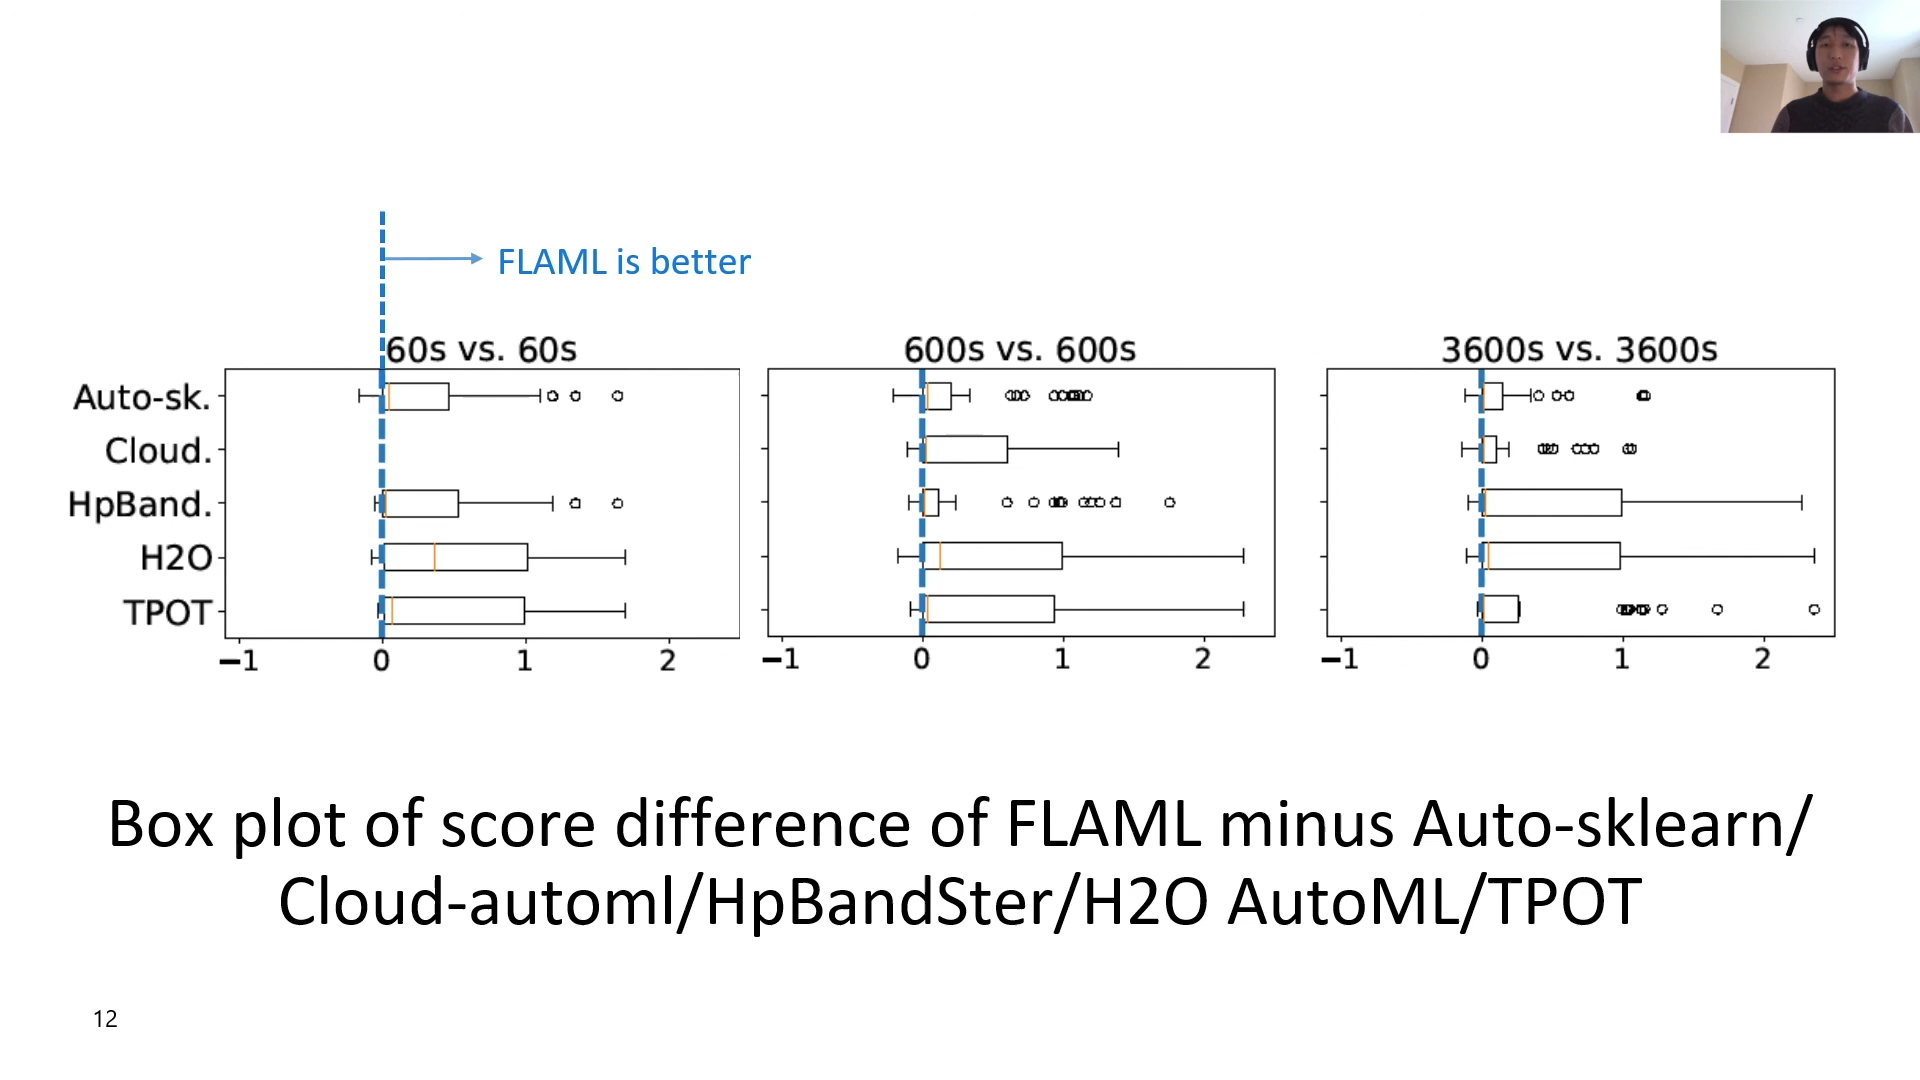 FLAML is better
60s vs. 60s
600s vs. 600s
3600s vs. 3600s
Auto-sk.
Cloud.
HpBand.
H2O
TPOT
−1 0 1 2
−1 0 1 2
−1 0 1 2
Box plot of score difference of FLAML minus Auto-sklearn/
Cloud-automl/HpBandSter/H2O AutoML/TPOT
12